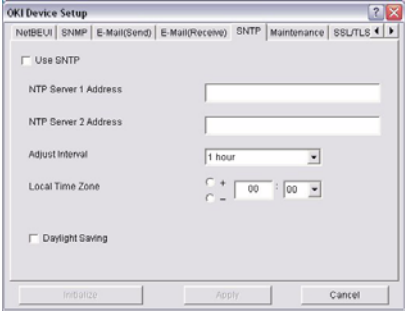 OKI Device Setup
NetBEUI SNMP E-Mail(Send) E-Mail(Receive) SNTP Maintenance SSL/TLS
Use SNTP
NTP Server 1 Address
NTP Server 2 Address
Adjust Interval 1 hour
Local Time Zone + 00 : 00
−
Daylight Saving
Initialize Apply Cancel